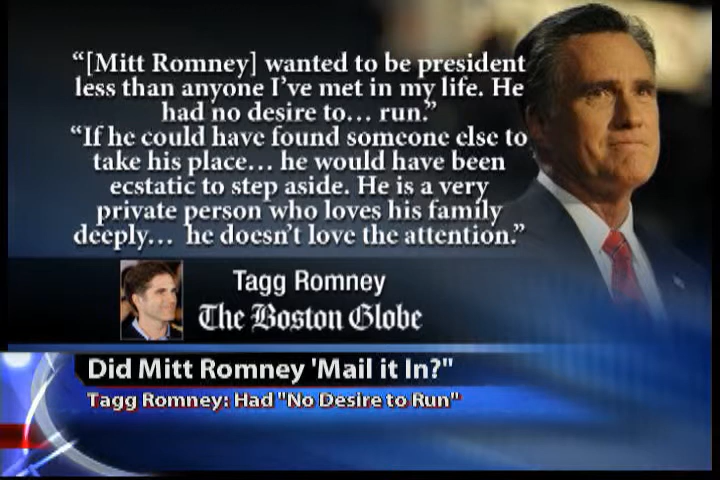 “[Mitt Romney] wanted to be president
less than anyone I’ve met in my life. He
had no desire to... run.”
“If he could have found someone else to
take his place... he would have been
ecstatic to step aside. He is a very
private person who loves his family
deeply... he doesn’t love the attention.”
Tagg Romney
The Boston Globe
Did Mitt Romney 'Mail it In?"
Tagg Romney: Had "No Desire to Run"